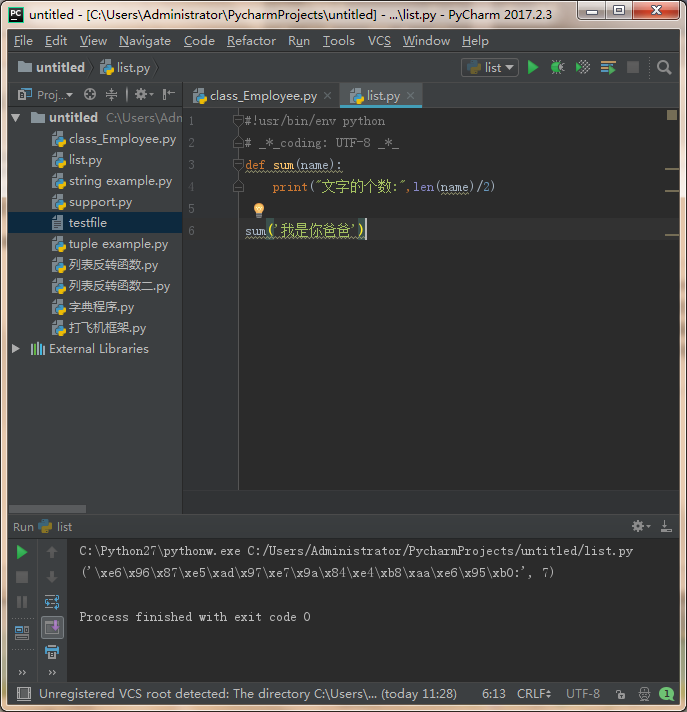 untitled - [C:\Users\Administrator\PycharmProjects\untitled] - ...\list.py - PyCharm 2017.2.3
File Edit View Navigate Code Refactor Run Tools VCS Window Help
untitled list.py list
Proj... class_Employee.py list.py
untitled C:\Users\Adm
class_Employee.py
list.py
string example.py
support.py
testfile
tuple example.py
列表反转函数.py
列表反转函数二.py
字典程序.py
打飞机框架.py
External Libraries
1 #!usr/bin/env python
2 # _*_coding: UTF-8 _*_
3 def sum(name):
4 print("文字的个数:",len(name)/2)
5
6 sum('我是你爸爸')
Run list
C:\Python27\pythonw.exe C:/Users/Administrator/PycharmProjects/untitled/list.py
('\xe6\x96\x87\xe5\xad\x97\xe7\x9a\x84\xe4\xb8\xaa\xe6\x95\xb0:', 7)
Process finished with exit code 0
Unregistered VCS root detected: The directory C:\Users\... (today 11:28) 6:13 CRLF UTF-8 1